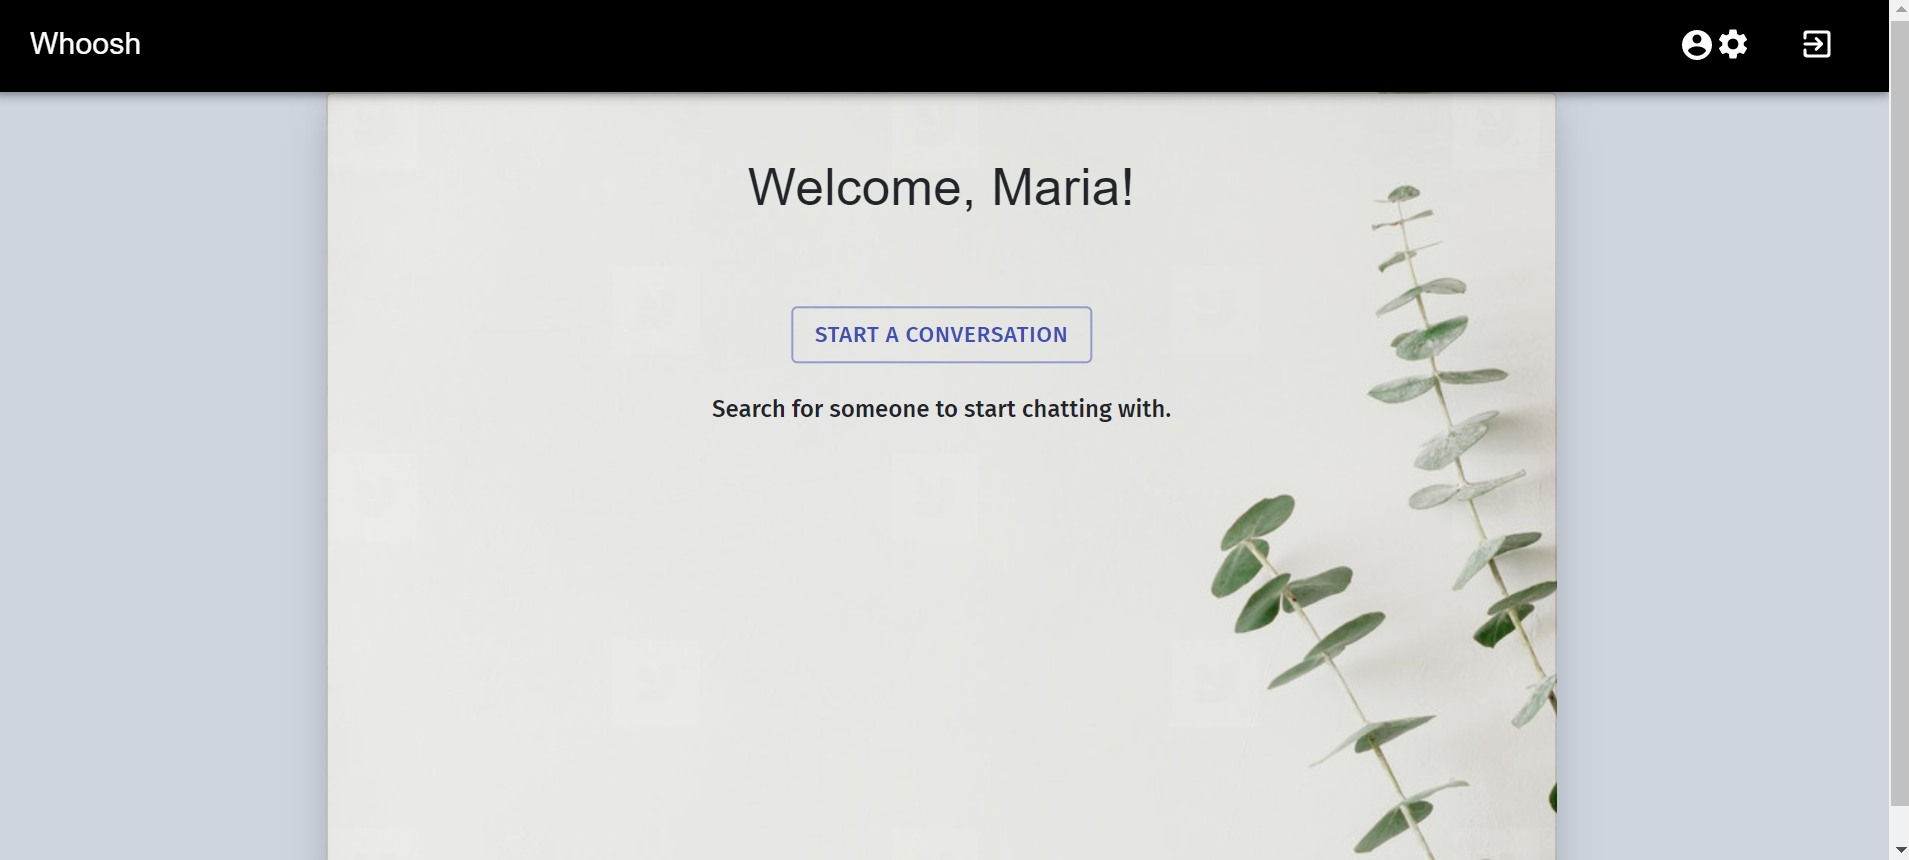 Whoosh
Welcome, Maria!
START A CONVERSATION
Search for someone to start chatting with.